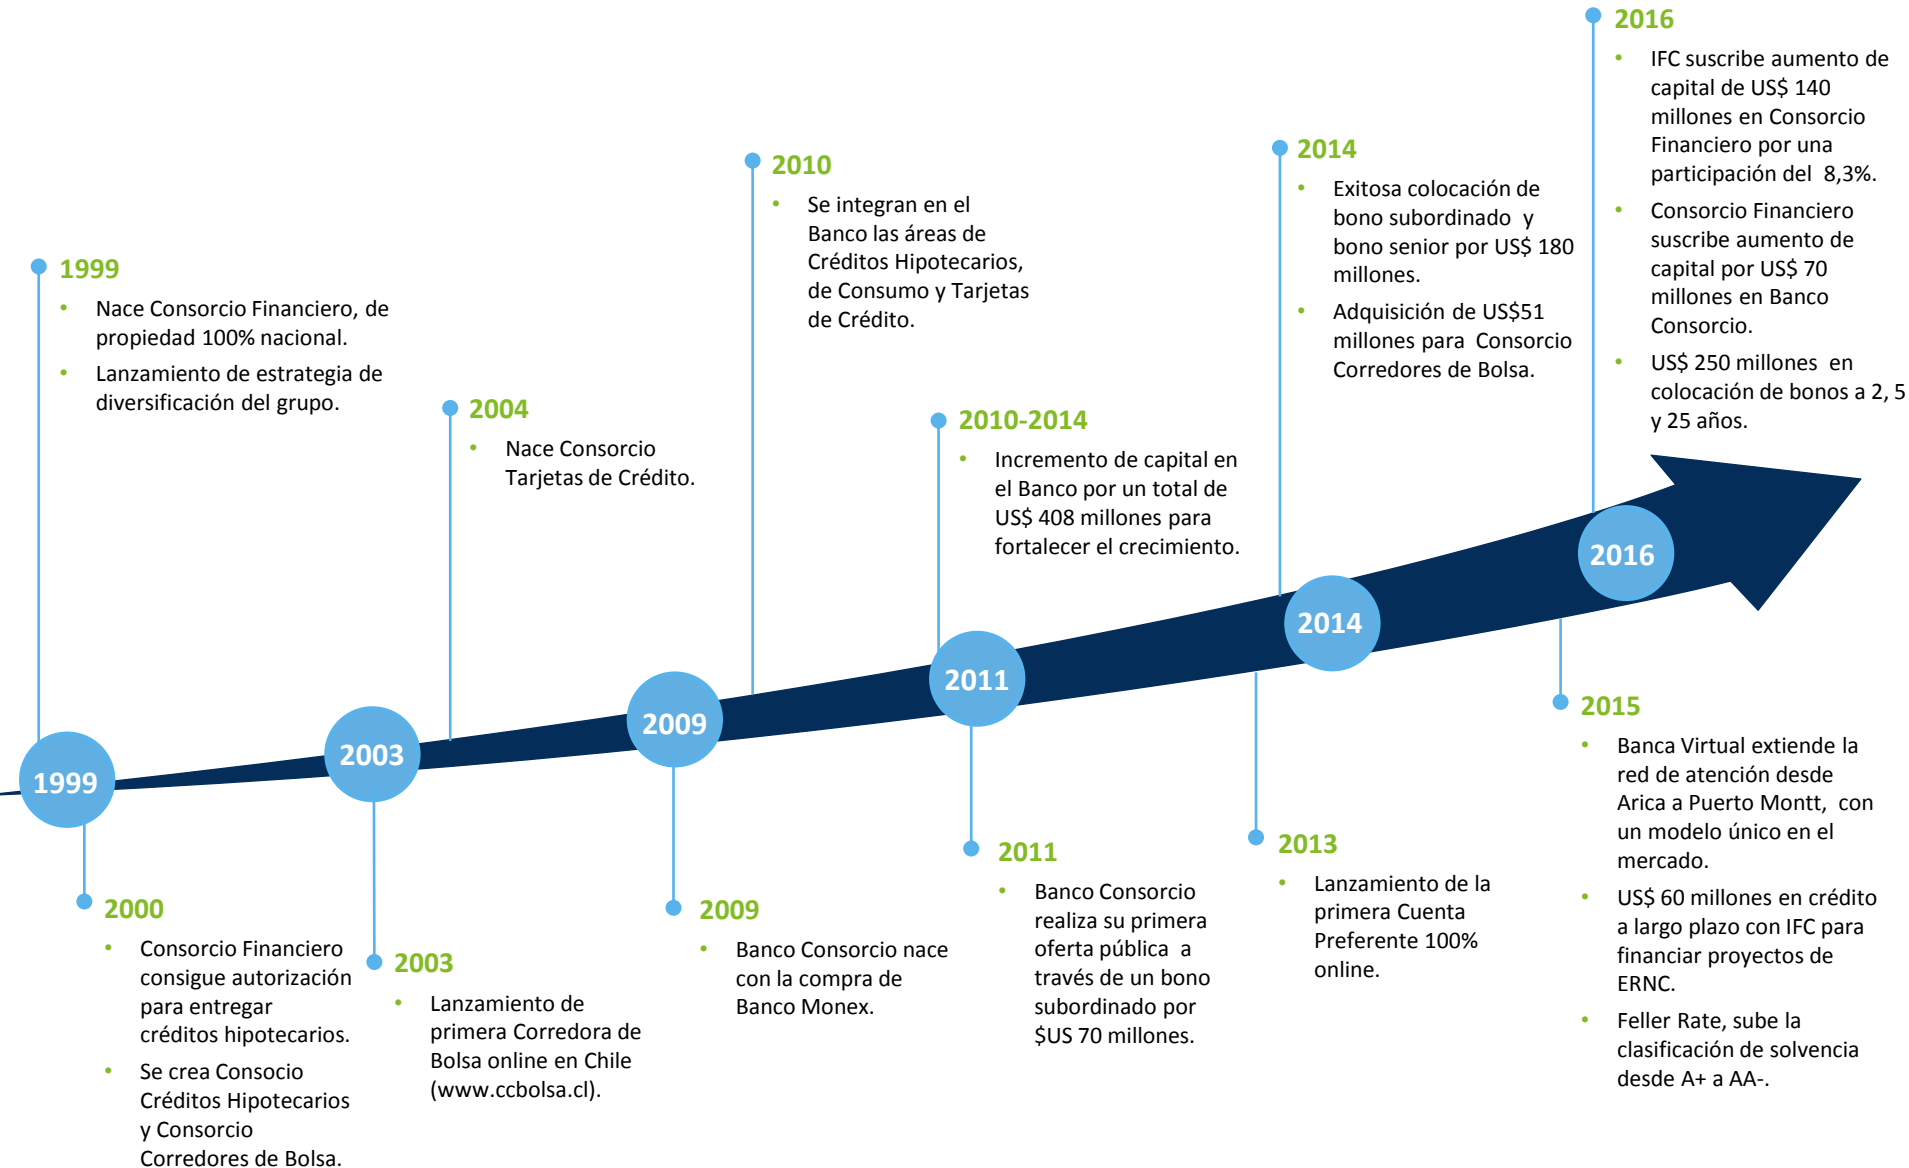 1999
• Nace Consorcio Financiero, de
propiedad 100% nacional.
• Lanzamiento de estrategia de
diversificación del grupo.
2004
• Nace Consorcio
Tarjetas de Crédito.
2010
• Se integran en el
Banco las áreas de
Créditos Hipotecarios,
de Consumo y Tarjetas
de Crédito.
2010-2014
• Incremento de capital en
el Banco por un total de
US$ 408 millones para
fortalecer el crecimiento.
2014
• Exitosa colocación de
bono subordinado y
bono senior por US$ 180
millones.
• Adquisición de US$51
millones para Consorcio
Corredores de Bolsa.
2016
• IFC suscribe aumento de
capital de US$ 140
millones en Consorcio
Financiero por una
participación del 8,3%.
• Consorcio Financiero
suscribe aumento de
capital por US$ 70
millones en Banco
Consorcio.
• US$ 250 millones en
colocación de bonos a 2, 5
y 25 años.
1999
2003
2009
2011
2014
2016
2000
• Consorcio Financiero
consigue autorización
para entregar
créditos hipotecarios.
• Se crea Consocio
Créditos Hipotecarios
y Consorcio
Corredores de Bolsa.
2003
• Lanzamiento de
primera Corredora de
Bolsa online en Chile
(www.ccbolsa.cl).
2009
• Banco Consorcio nace
con la compra de
Banco Monex.
2011
• Banco Consorcio
realiza su primera
oferta pública a
través de un bono
subordinado por
$US 70 millones.
2013
• Lanzamiento de la
primera Cuenta
Preferente 100%
online.
2015
• Banca Virtual extiende la
red de atención desde
Arica a Puerto Montt, con
un modelo único en el
mercado.
• US$ 60 millones en crédito
a largo plazo con IFC para
financiar proyectos de
ERNC.
• Feller Rate, sube la
clasificación de solvencia
desde A+ a AA-.